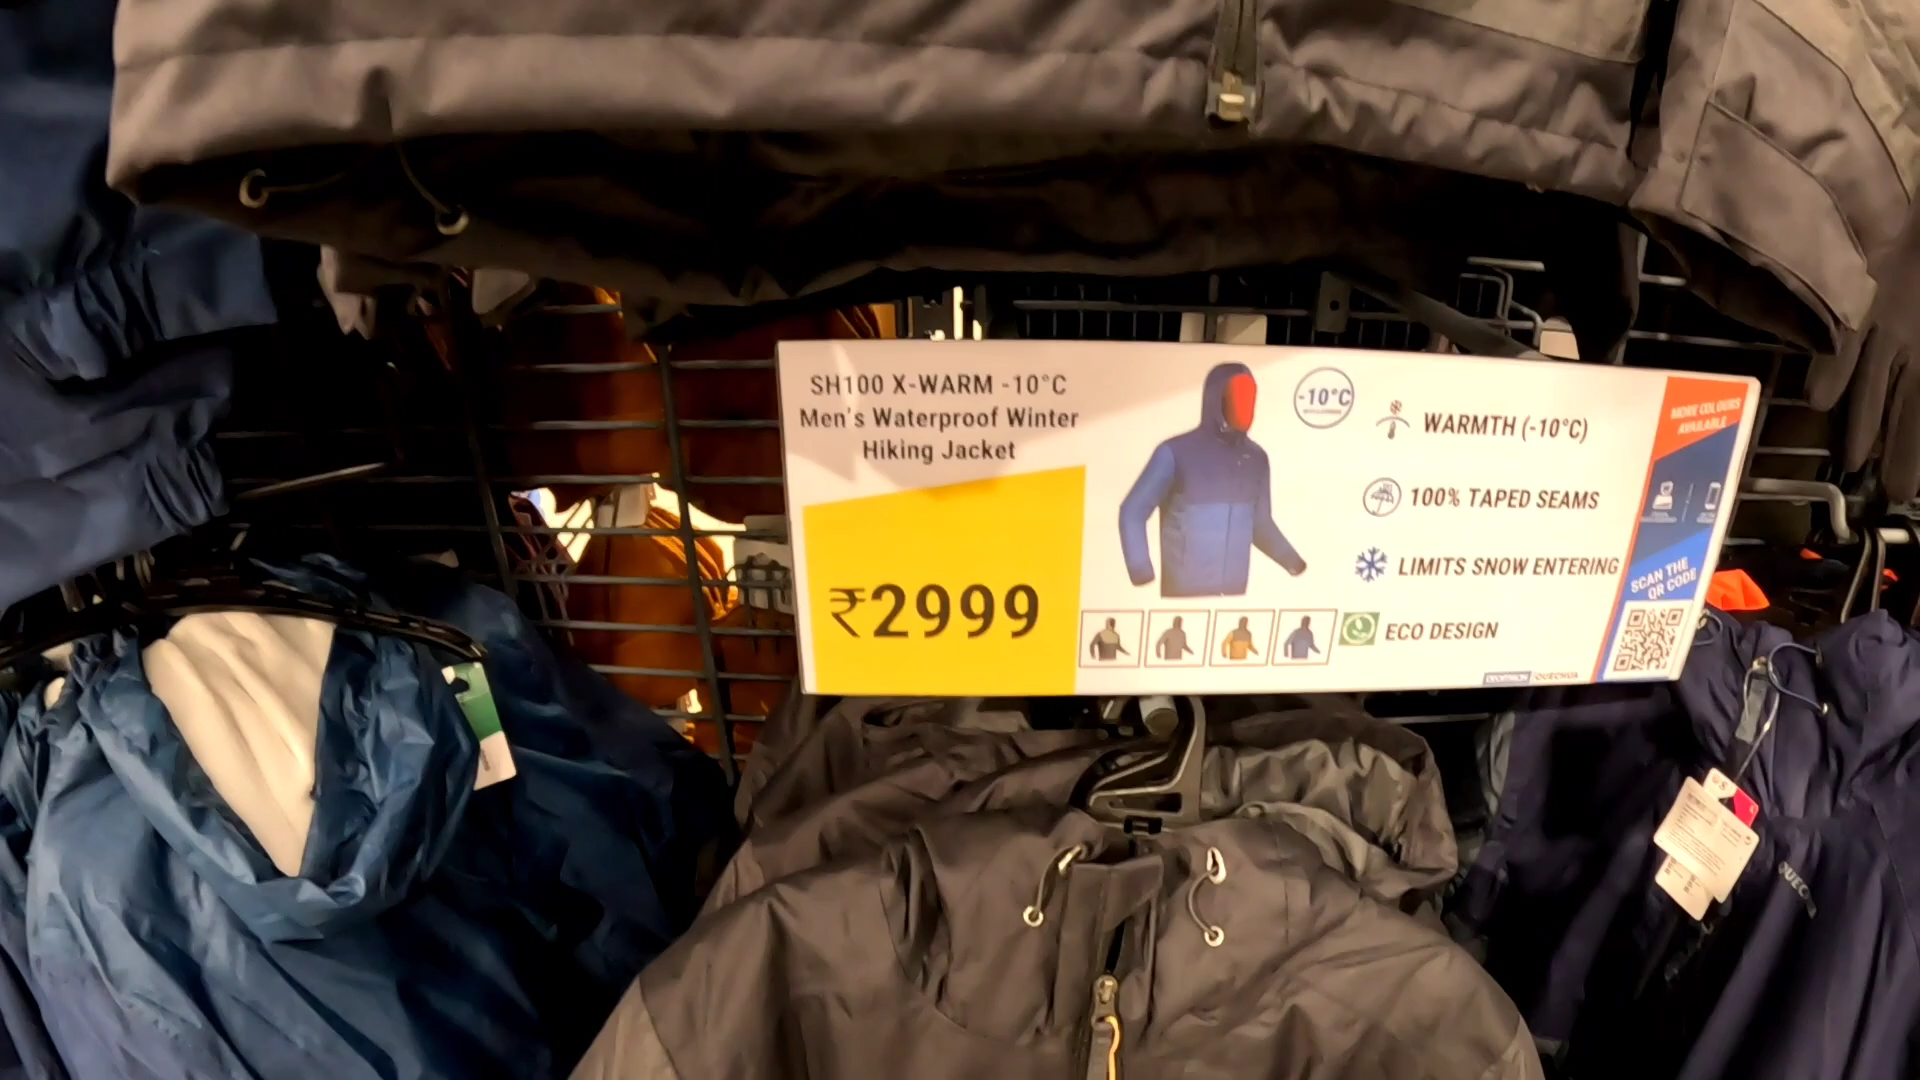 SH100 X-WARM -10°C
Men's Waterproof Winter
Hiking Jacket
₹2999
-10°C
WARMTH (-10°C)
100% TAPED SEAMS
LIMITS SNOW ENTERING
ECO DESIGN
DECATHLON QUECHUA
MORE COLOURS
AVAILABLE
SCAN THE
QR CODE
QUEC